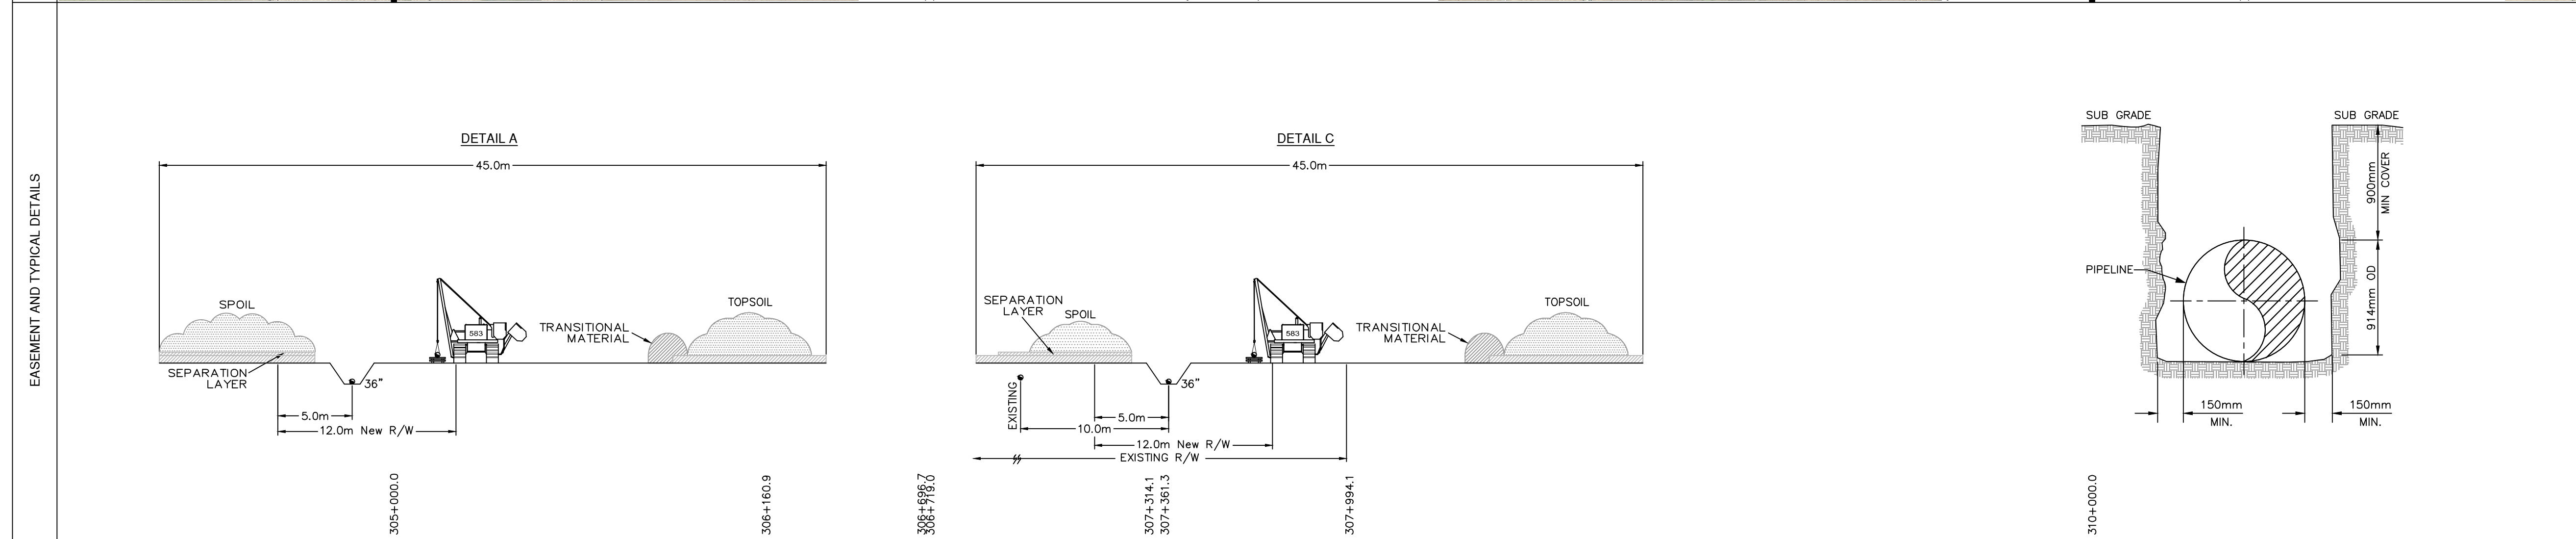 EASEMENT AND TYPICAL DETAILS
DETAIL A
45.0m
SPOIL
583
TOPSOIL
TRANSITIONAL
MATERIAL
SEPARATION
LAYER
36"
5.0m
12.0m New R/W
DETAIL C
45.0m
SEPARATION
LAYER
SPOIL
583
TOPSOIL
TRANSITIONAL
MATERIAL
36"
EXISTING
5.0m
10.0m
12.0m New R/W
EXISTING R/W
SUB GRADE
SUB GRADE
900mm
MIN COVER
PIPELINE
914mm OD
150mm
MIN.
150mm
MIN.
305+000.0
306+160.9
306+696.7
306+719.0
307+314.1
307+361.3
307+994.1
310+000.0